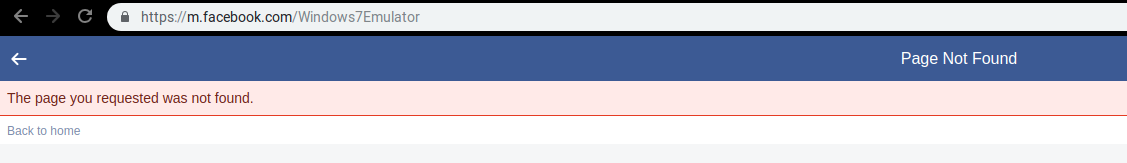 https://m.facebook.com/Windows7Emulator
Page Not Found
The page you requested was not found.
Back to home